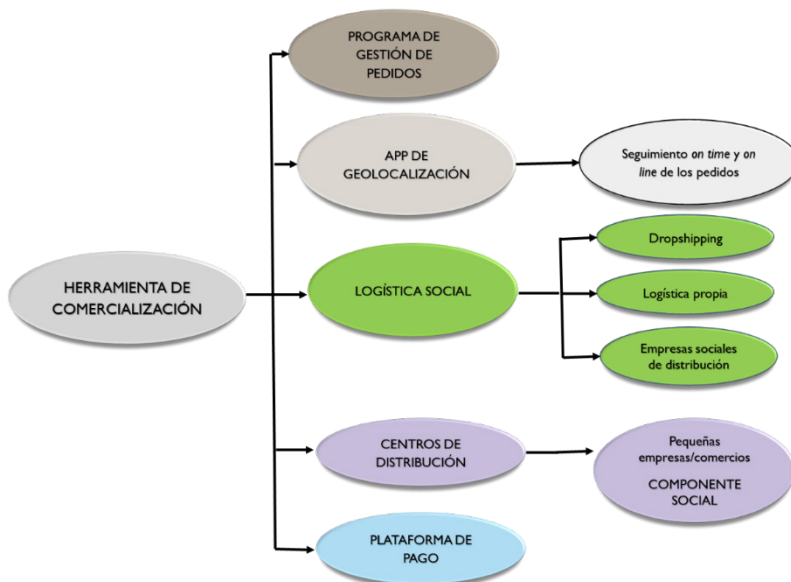 PROGRAMA DE
GESTIÓN DE
PEDIDOS
APP DE
GEOLOCALIZACIÓN
Seguimiento on time y on
line de los pedidos
HERRAMIENTA DE
COMERCIALIZACIÓN
LOGÍSTICA SOCIAL
Dropshipping
Logística propia
Empresas sociales
de distribución
CENTROS DE
DISTRIBUCIÓN
Pequeñas
empresas/comercios
COMPONENTE
SOCIAL
PLATAFORMA DE
PAGO